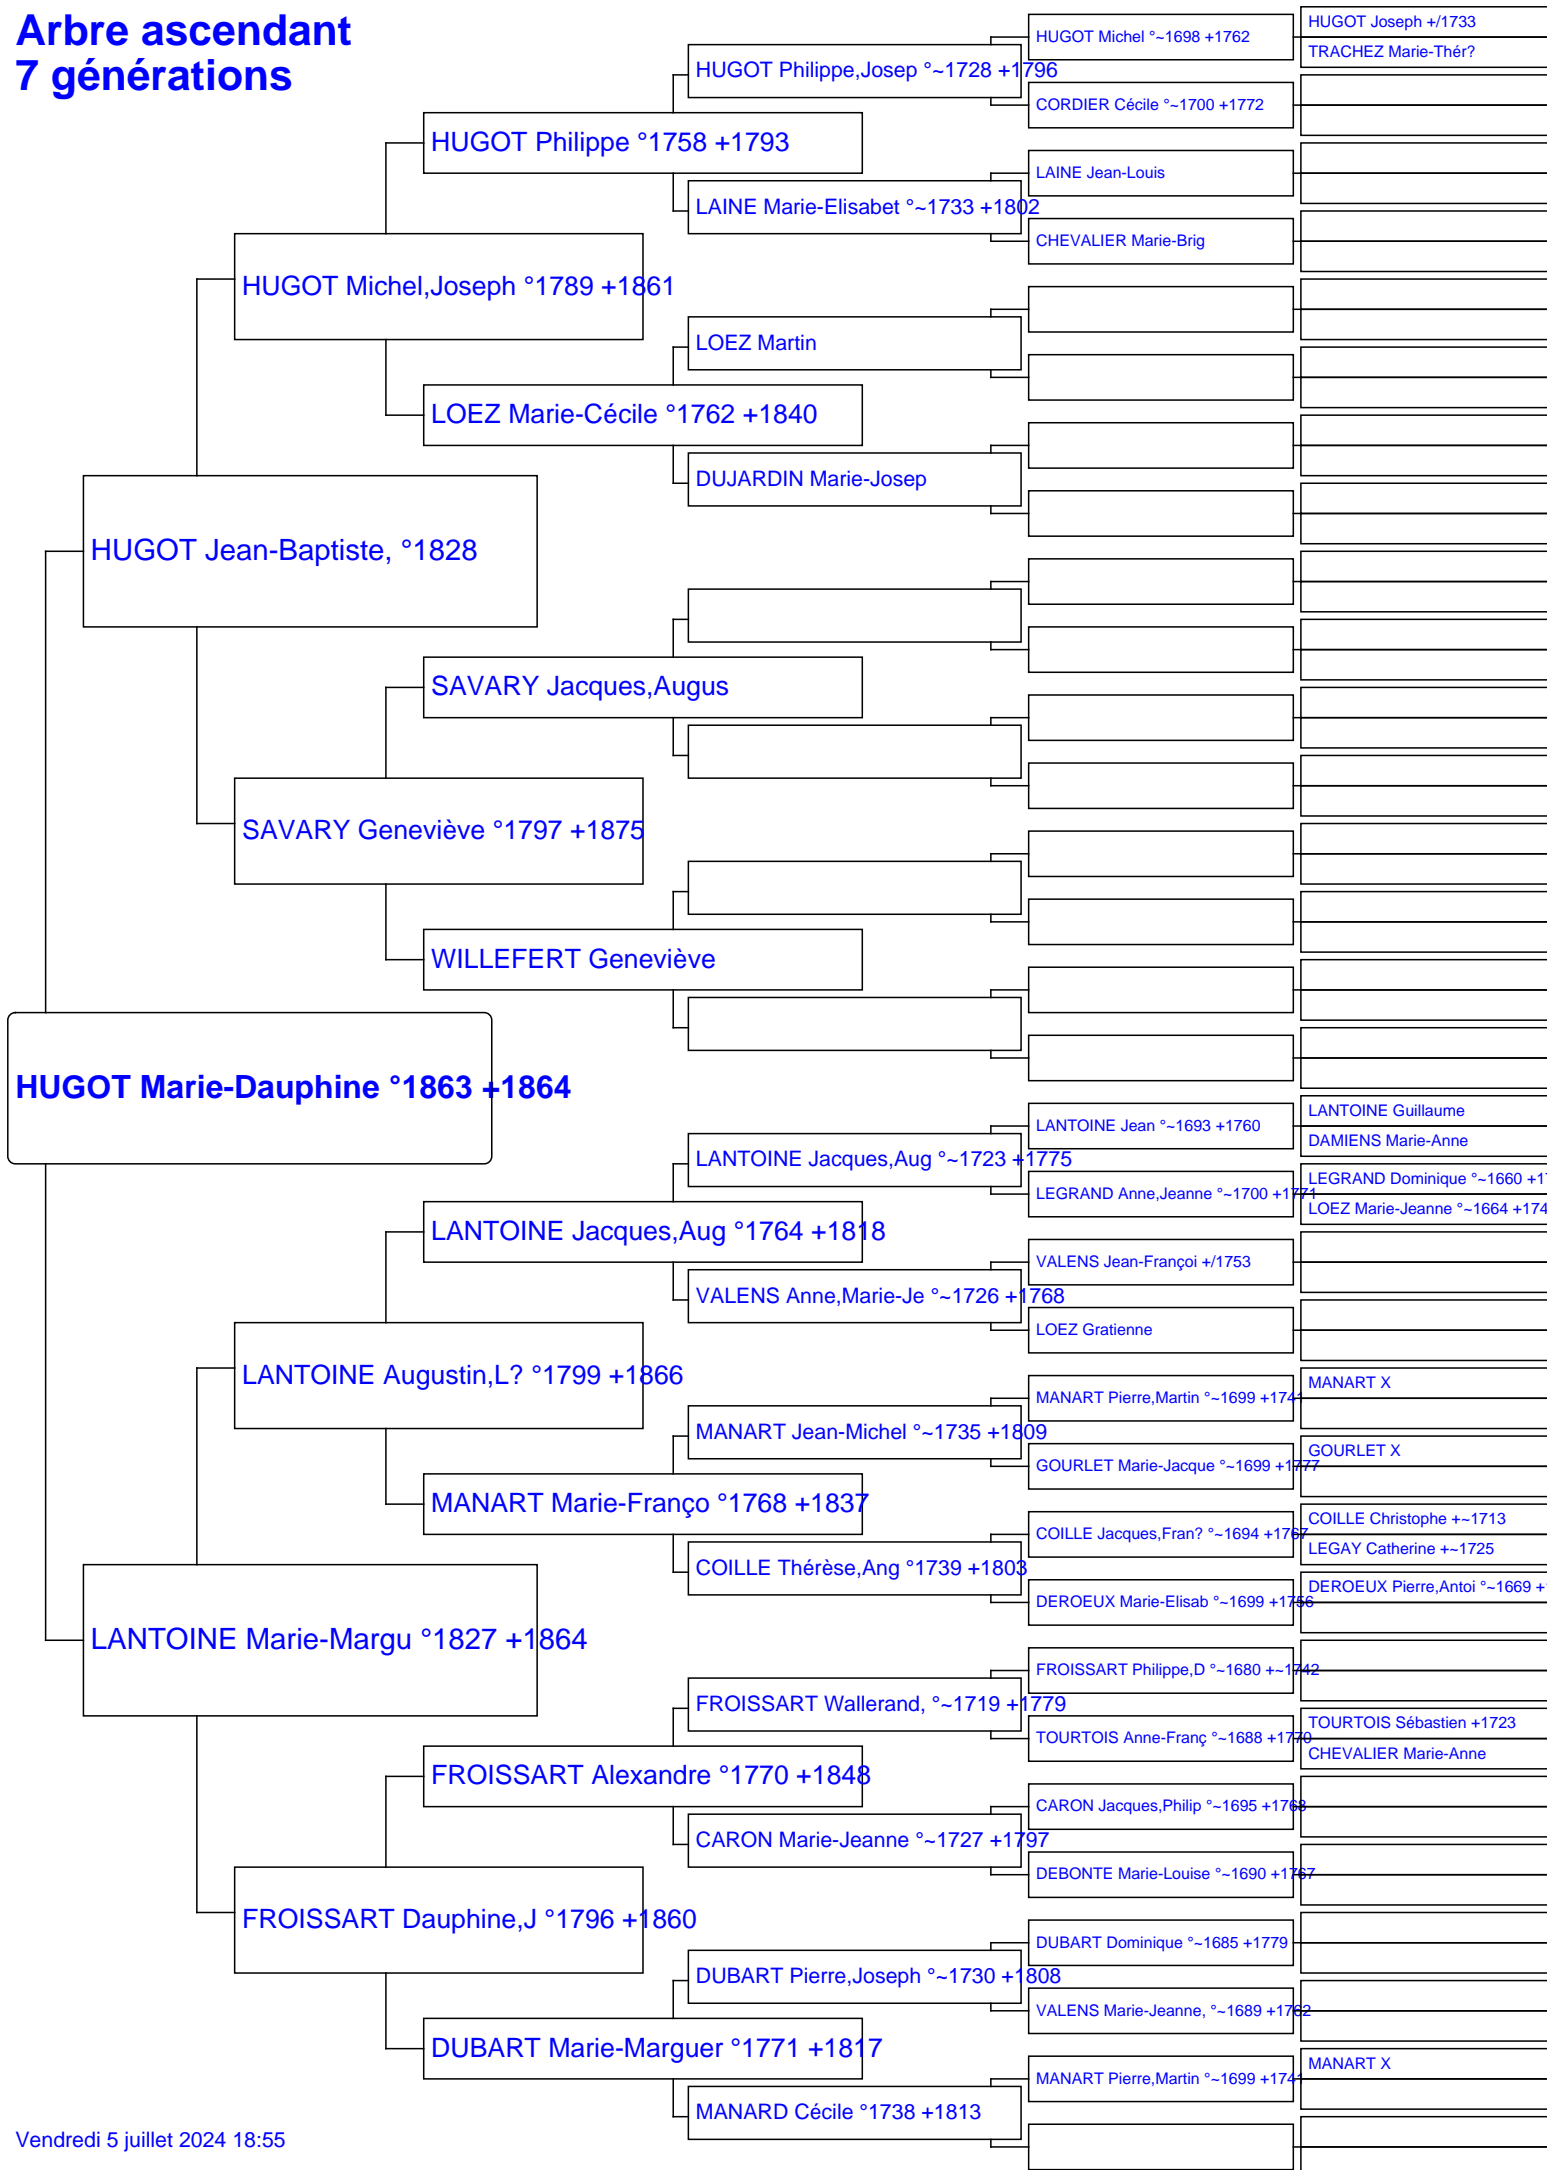 Arbre ascendant
7 générations
HUGOT Marie-Dauphine °1863 +1864
HUGOT Jean-Baptiste, °1828
LANTOINE Marie-Margu °1827 +1864
HUGOT Michel,Joseph °1789 +1861
SAVARY Geneviève °1797 +1875
LANTOINE Augustin,L? °1799 +1866
FROISSART Dauphine,J °1796 +1860
HUGOT Philippe °1758 +1793
LOEZ Marie-Cécile °1762 +1840
SAVARY Jacques,Augus
WILLEFERT Geneviève
LANTOINE Jacques,Aug °1764 +1818
MANART Marie-Franço °1768 +1837
FROISSART Alexandre °1770 +1848
DUBART Marie-Marguer °1771 +1817
HUGOT Philippe,Josep °~1728 +1796
LAINE Marie-Elisabet °~1733 +1802
LOEZ Martin
DUJARDIN Marie-Josep
LANTOINE Jacques,Aug °~1723 +1775
VALENS Anne,Marie-Je °~1726 +1768
MANART Jean-Michel °~1735 +1809
COILLE Thérèse,Ang °1739 +1803
FROISSART Wallerand, °~1719 +1779
CARON Marie-Jeanne °~1727 +1797
DUBART Pierre,Joseph °~1730 +1808
MANARD Cécile °1738 +1813
HUGOT Michel °~1698 +1762
CORDIER Cécile °~1700 +1772
LAINE Jean-Louis
CHEVALIER Marie-Brig
LANTOINE Jean °~1693 +1760
LEGRAND Anne,Jeanne °~1700 +1771
VALENS Jean-Françoi +/1753
LOEZ Gratienne
MANART Pierre,Martin °~1699 +1741
GOURLET Marie-Jacque °~1699 +1777
COILLE Jacques,Fran? °~1694 +1767
DEROEUX Marie-Elisab °~1699 +1756
FROISSART Philippe,D °~1680 +~1742
TOURTOIS Anne-Franç °~1688 +1770
CARON Jacques,Philip °~1695 +1768
DEBONTE Marie-Louise °~1690 +1767
DUBART Dominique °~1685 +1779
VALENS Marie-Jeanne, °~1689 +1762
MANART Pierre,Martin °~1699 +1741
HUGOT Joseph +/1733
TRACHEZ Marie-Thér?
LANTOINE Guillaume
DAMIENS Marie-Anne
LEGRAND Dominique °~1660 +1
LOEZ Marie-Jeanne °~1664 +174
MANART X
GOURLET X
COILLE Christophe +~1713
LEGAY Catherine +~1725
DEROEUX Pierre,Antoi °~1669 +
TOURTOIS Sébastien +1723
CHEVALIER Marie-Anne
MANART X
Vendredi 5 juillet 2024 18:55